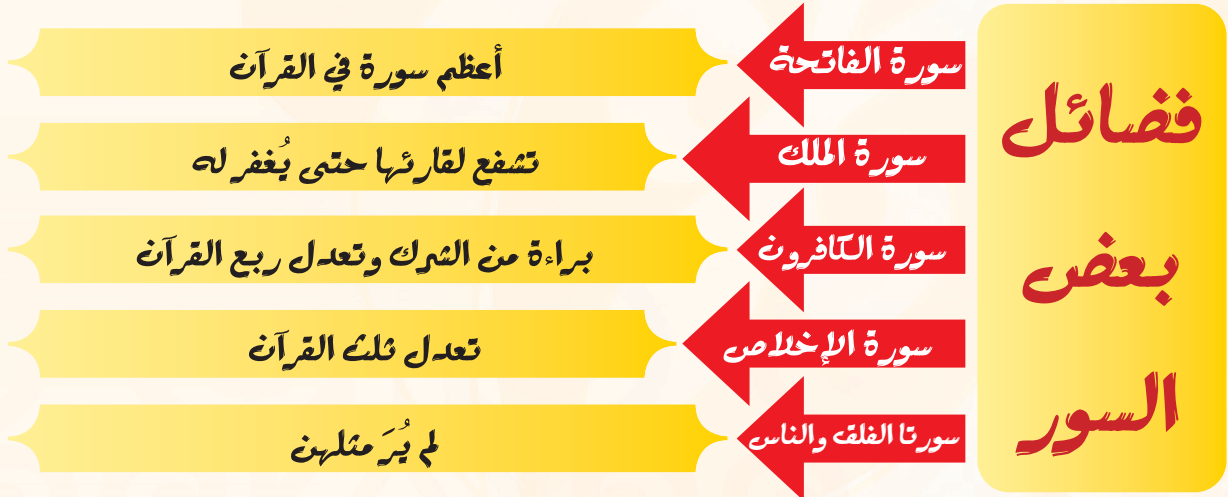 فضائل
بعض
السور
سورة الفاتحة
أعظم سورة في القرآن
سورة الملك
تشفع لقارئها حتى يُغفر له
سورة الكافرون
براءة من الشرك وتعدل ربع القرآن
سورة الإخلاص
تعدل ثلث القرآن
سورتا الفلق والناس
لم يُرَ مثلهن